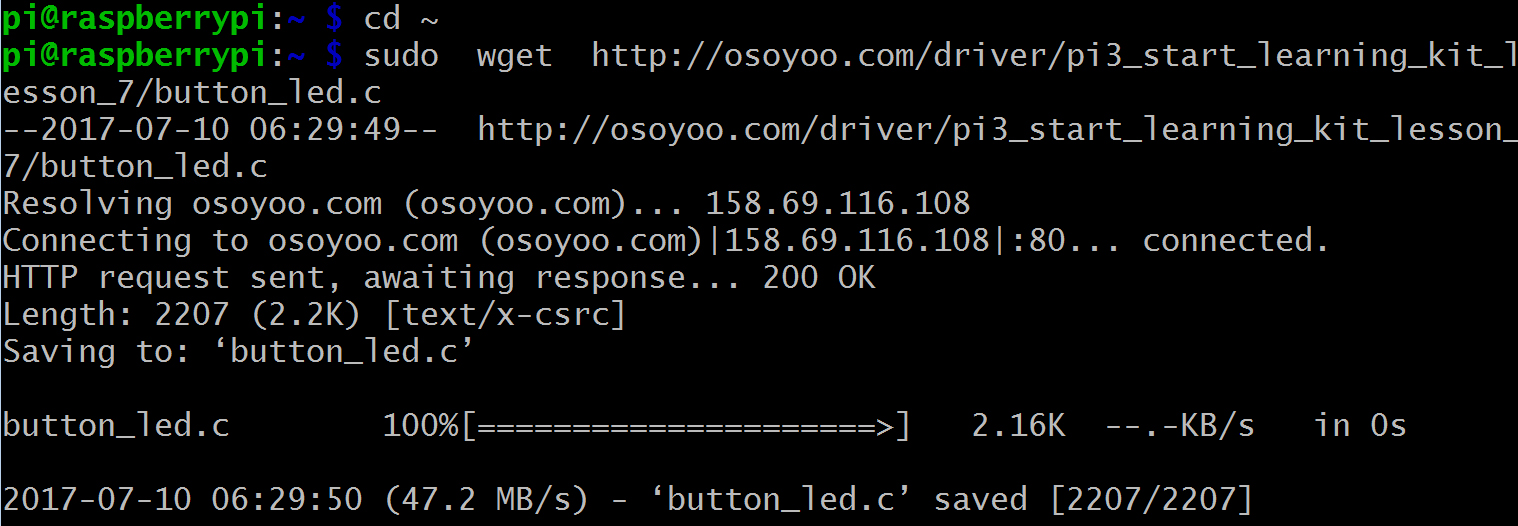 pi@raspberrypi:~ $ cd ~
pi@raspberrypi:~ $ sudo  wget  http://osoyoo.com/driver/pi3_start_learning_kit_l
esson_7/button_led.c
--2017-07-10 06:29:49--  http://osoyoo.com/driver/pi3_start_learning_kit_lesson_
7/button_led.c
Resolving osoyoo.com (osoyoo.com)... 158.69.116.108
Connecting to osoyoo.com (osoyoo.com)|158.69.116.108|:80... connected.
HTTP request sent, awaiting response... 200 OK
Length: 2207 (2.2K) [text/x-csrc]
Saving to: ‘button_led.c’
button_led.c        100%[=====================>]   2.16K  --.-KB/s   in 0s
2017-07-10 06:29:50 (47.2 MB/s) - ‘button_led.c’ saved [2207/2207]